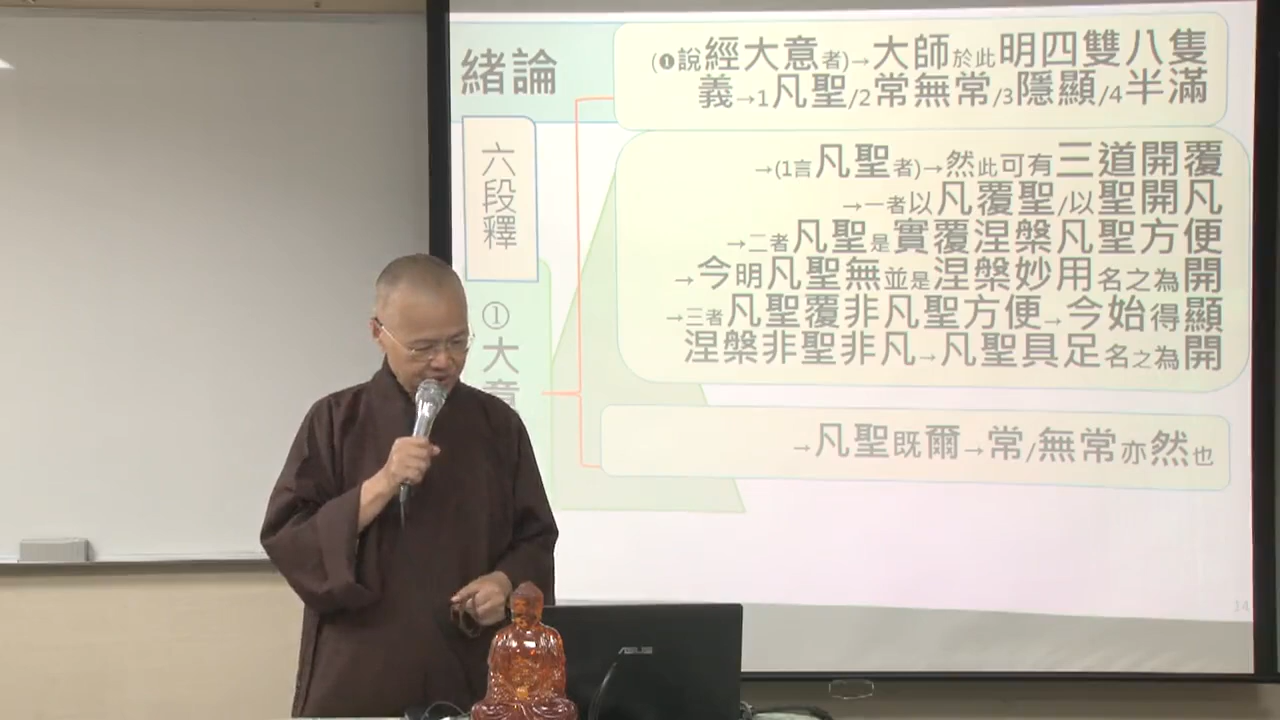 緒論
(❶說經大意者)→大師於此明四雙八隻
義→1凡聖/2常無常/3隱顯/4半滿
六段釋
→(1言凡聖者)→然此可有三道開覆
→一者以凡覆聖/以聖開凡
→二者凡聖是實覆涅槃凡聖方便
→今明凡聖無並是涅槃妙用名之為開
→三者凡聖覆非凡聖方便→今始得顯
涅槃非聖非凡→凡聖具足名之為開
①大意
→凡聖既爾→常/無常亦然也
14
ASUS